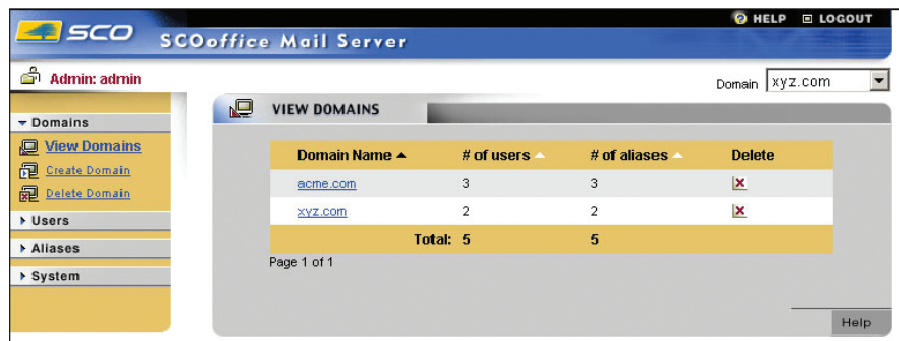 HELP LOGOUT
SCO
SCOoffice Mail Server
Admin: admin
Domain xyz.com
Domains
View Domains
Create Domain
Delete Domain
Users
Aliases
System
VIEW DOMAINS
Domain Name # of users # of aliases Delete
acme.com 3 3
xyz.com 2 2
Total: 5 5
Page 1 of 1
Help